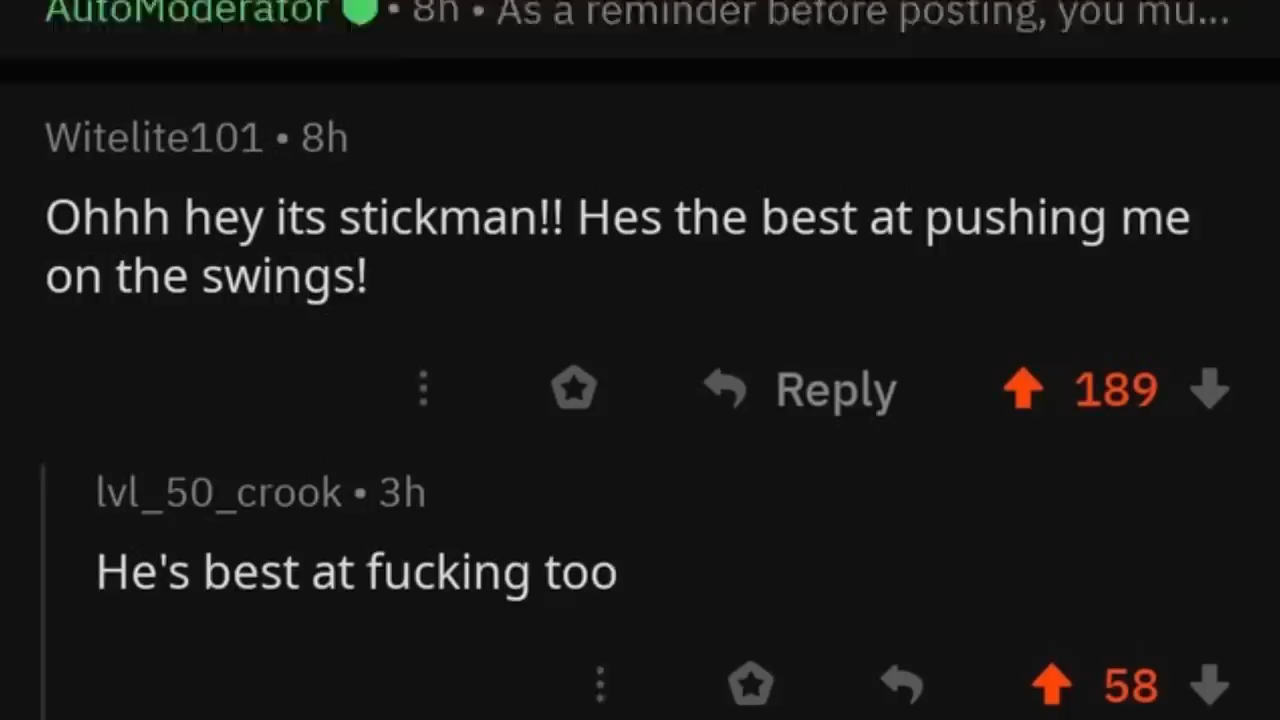 AutoModerator • 8h • As a reminder before posting, you mu...
Witelite101 • 8h
Ohhh hey its stickman!! Hes the best at pushing me
on the swings!
Reply 189
lvl_50_crook • 3h
He's best at fucking too
58